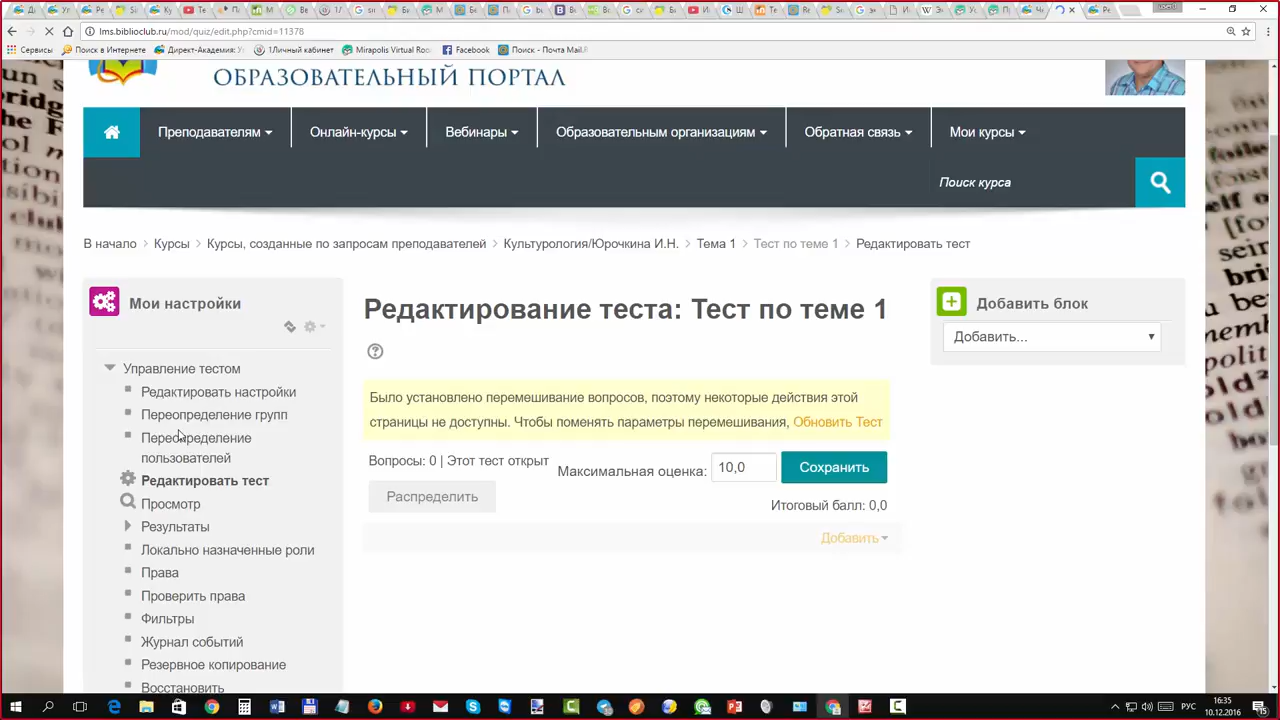 lms.biblioclub.ru/mod/quiz/edit.php?cmid=11378
Сервисы Поиск в Интернете Директ-Академия: 1Личный кабинет Mirapolis Virtual Roo Facebook Поиск - Почта Mail.R
ОБРАЗОВАТЕЛЬНЫЙ ПОРТАЛ
Преподавателям Онлайн-курсы Вебинары Образовательным организациям Обратная связь Мои курсы
Поиск курса
В начало Курсы Курсы, созданные по запросам преподавателей Культурология/Юрочкина И.Н. Тема 1 Тест по теме 1 Редактировать тест
Мои настройки
Управление тестом
Редактировать настройки
Переопределение групп
Переопределение
пользователей
Редактировать тест
Просмотр
Результаты
Локально назначенные роли
Права
Проверить права
Фильтры
Журнал событий
Резервное копирование
Восстановить
Редактирование теста: Тест по теме 1
Было установлено перемешивание вопросов, поэтому некоторые действия этой
страницы не доступны. Чтобы поменять параметры перемешивания, Обновить Тест
Вопросы: 0 | Этот тест открыт
Максимальная оценка: 10,0 Сохранить
Распределить
Итоговый балл: 0,0
Добавить
Добавить блок
Добавить...
РУС
16:35
10.12.2016
15